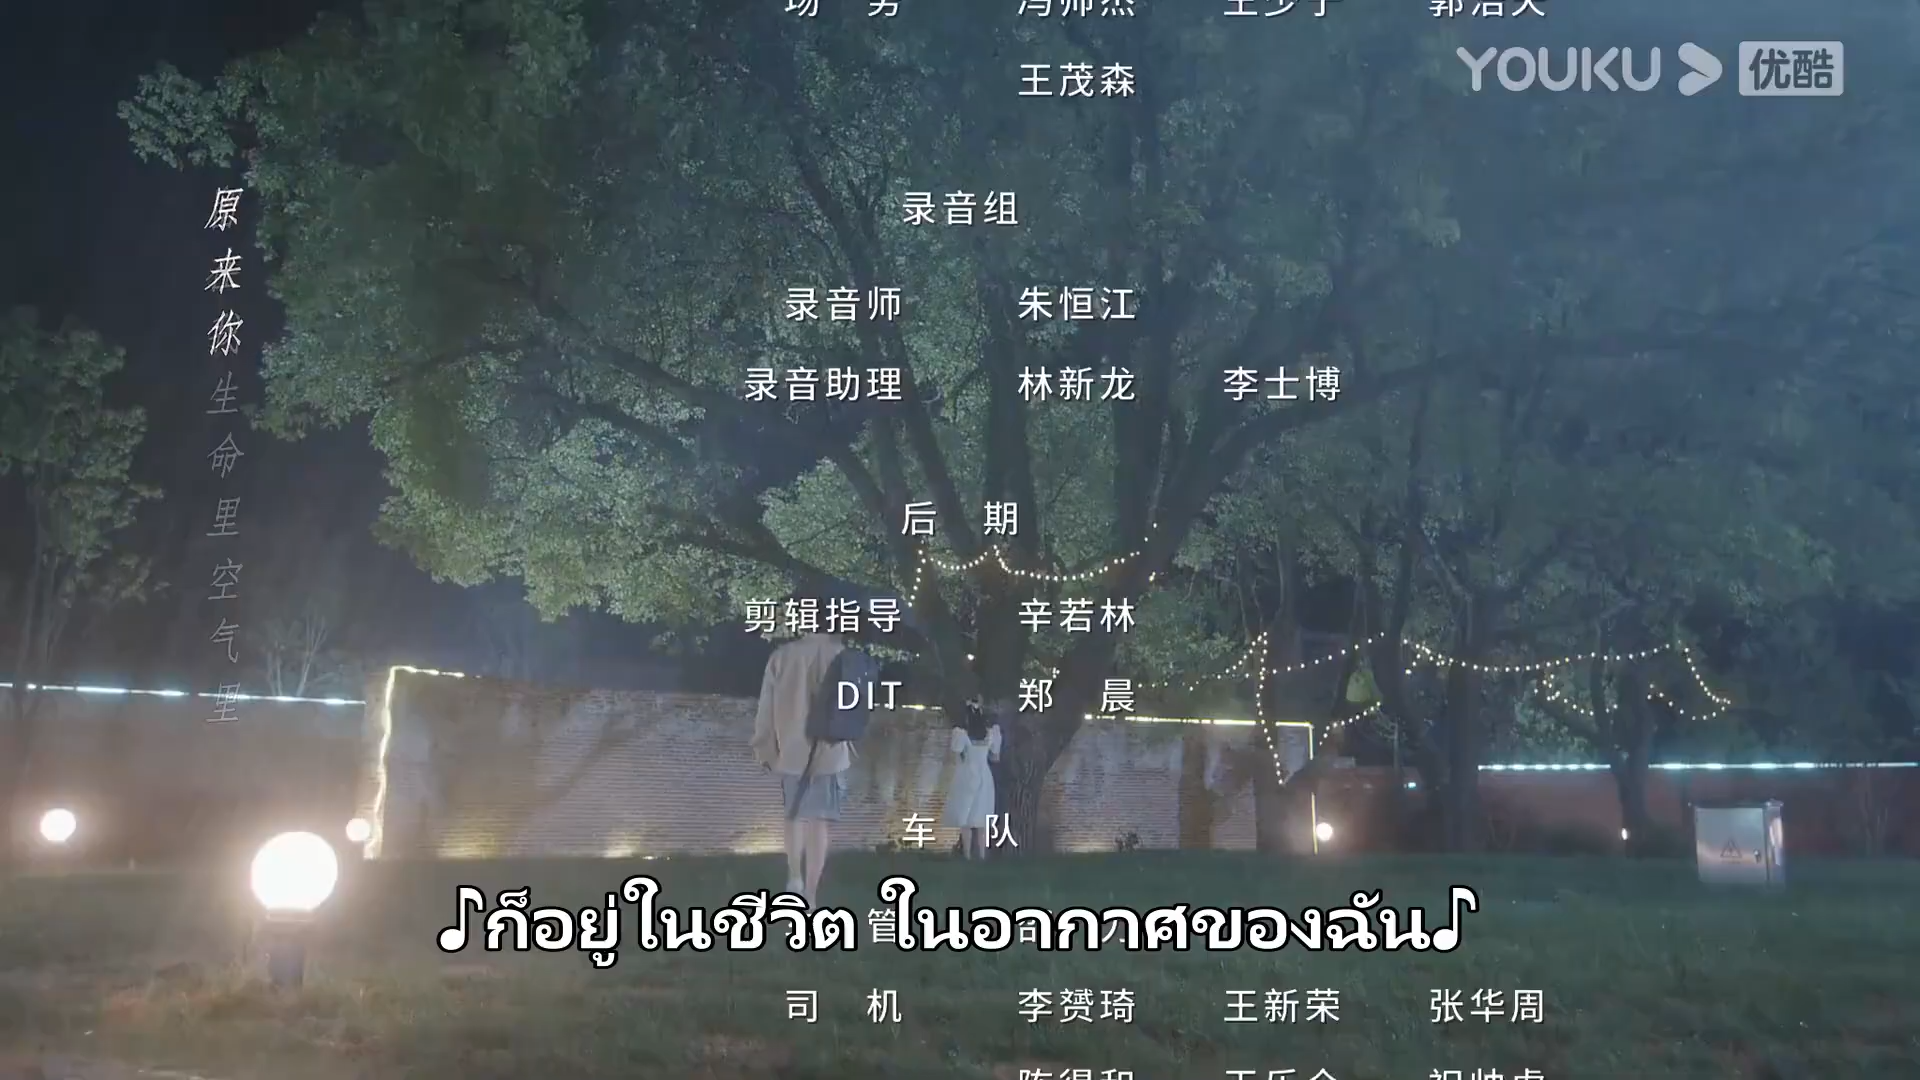 YOUKU 优酷
王茂森
录音组
录音师 朱恒江
录音助理 林新龙 李士博
后 期
剪辑指导 辛若林
DIT 郑 晨
车 队
司 机 李赟琦 王新荣 张华周
原来你生命里空气里
♪ก็อยู่ในชีวิต ในอากาศของฉัน♪